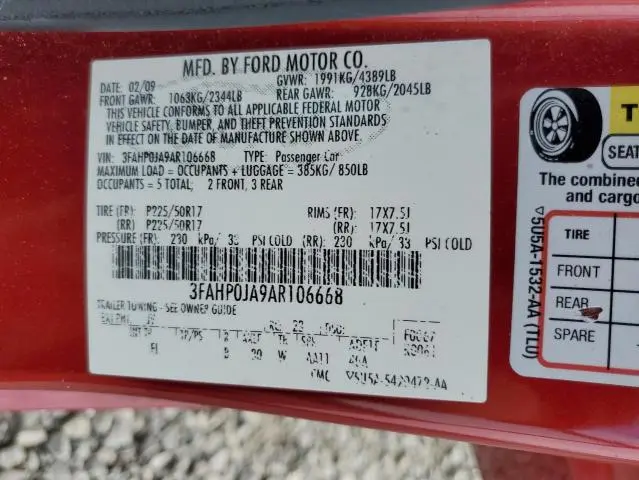 MFD. BY FORD MOTOR CO.
DATE: 02/09 GVWR: 1991KG/4389LB
FRONT GAWR: 1063KG/2344LB REAR GAWR: 928KG/2045LB
THIS VEHICLE CONFORMS TO ALL APPLICABLE FEDERAL MOTOR
VEHICLE SAFETY, BUMPER, AND THEFT PREVENTION STANDARDS
IN EFFECT ON THE DATE OF MANUFACTURE SHOWN ABOVE.
VIN: 3FAHP0JA9AR106668 TYPE: Passenger Car
MAXIMUM LOAD = OCCUPANTS + LUGGAGE = 385KG/850LB
OCCUPANTS = 5 TOTAL; 2 FRONT, 3 REAR
TIRE (FR): P225/50R17 RIMS (FR): 17X7.5J
(RR) P225/50R17 (RR): 17X7.5J
PRESSURE (FR): 230 kPa/33 PSI COLD (RR): 230 kPa/33 PSI COLD
3FAHP0JA9AR106668
TRAILER TOWING - SEE OWNER GUIDE
T
SEAT
The combine
and cargo
TIRE
FRONT
REAR
SPARE
5U5A-1532-AA (TL0)